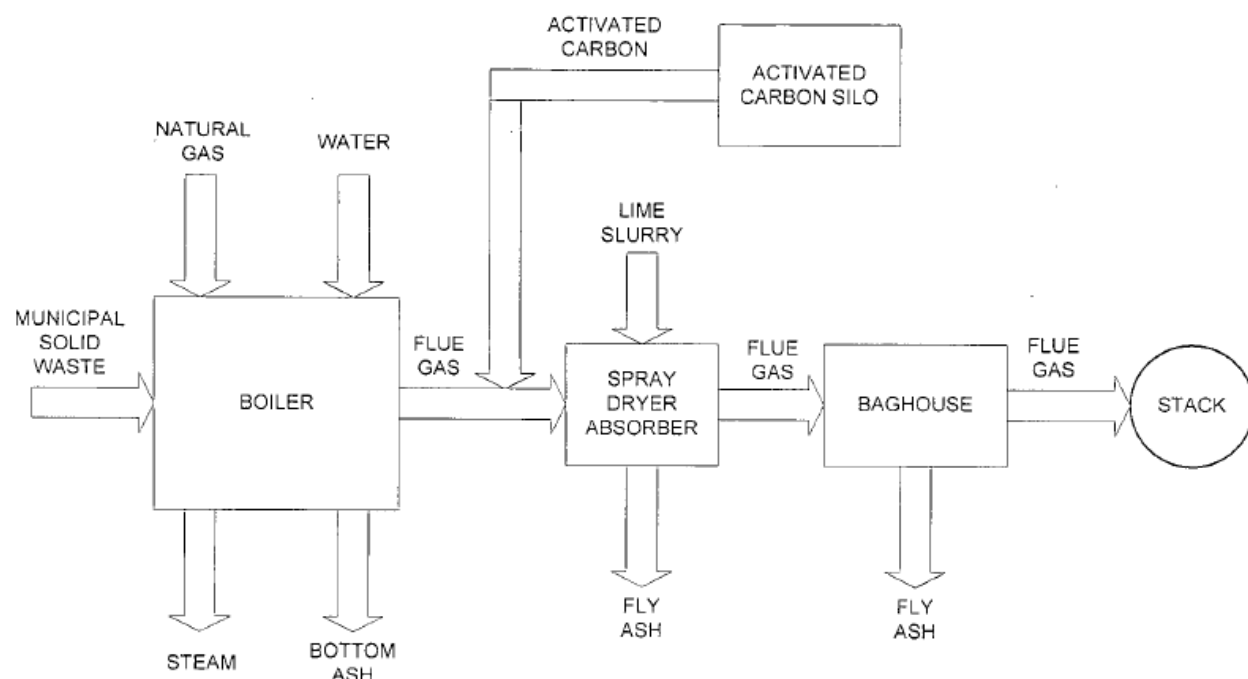 ACTIVATED
CARBON
ACTIVATED
CARBON SILO
NATURAL
GAS
WATER
LIME
SLURRY
MUNICIPAL
SOLID
WASTE
FLUE
GAS
FLUE
GAS
FLUE
GAS
BOILER
SPRAY
DRYER
ABSORBER
BAGHOUSE
STACK
STEAM
BOTTOM
ASH
FLY
ASH
FLY
ASH